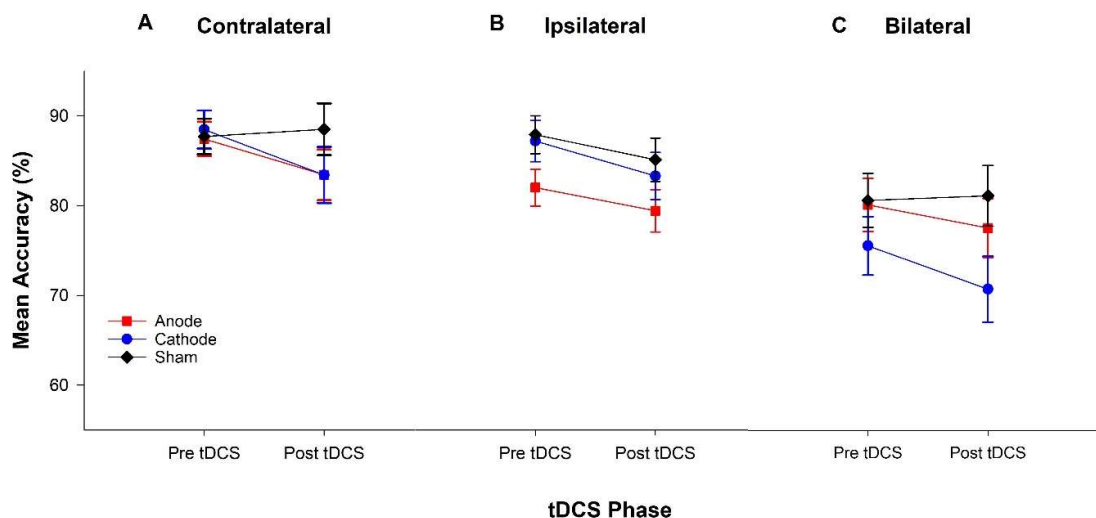 A Contralateral
B Ipsilateral
C Bilateral
Mean Accuracy (%)
90
80
70
60
Anode
Cathode
Sham
Pre tDCS Post tDCS
Pre tDCS Post tDCS
Pre tDCS Post tDCS
tDCS Phase